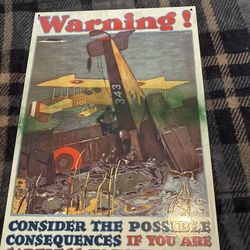 Warning!
343
CONSIDER THE POSSIBLE
CONSEQUENCES IF YOU ARE